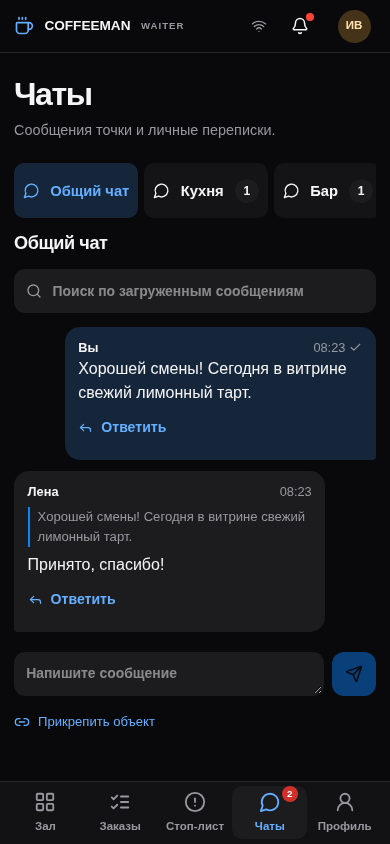 COFFEEMAN WAITER
ИВ
Чаты
Сообщения точки и личные переписки.
Общий чат
Кухня 1
Бар 1
Общий чат
Поиск по загруженным сообщениям
Вы 08:23
Хорошей смены! Сегодня в витрине
свежий лимонный тарт.
Ответить
Лена 08:23
Хорошей смены! Сегодня в витрине свежий
лимонный тарт.
Принято, спасибо!
Ответить
Напишите сообщение
Прикрепить объект
2
Зал Заказы Стоп-лист Чаты Профиль